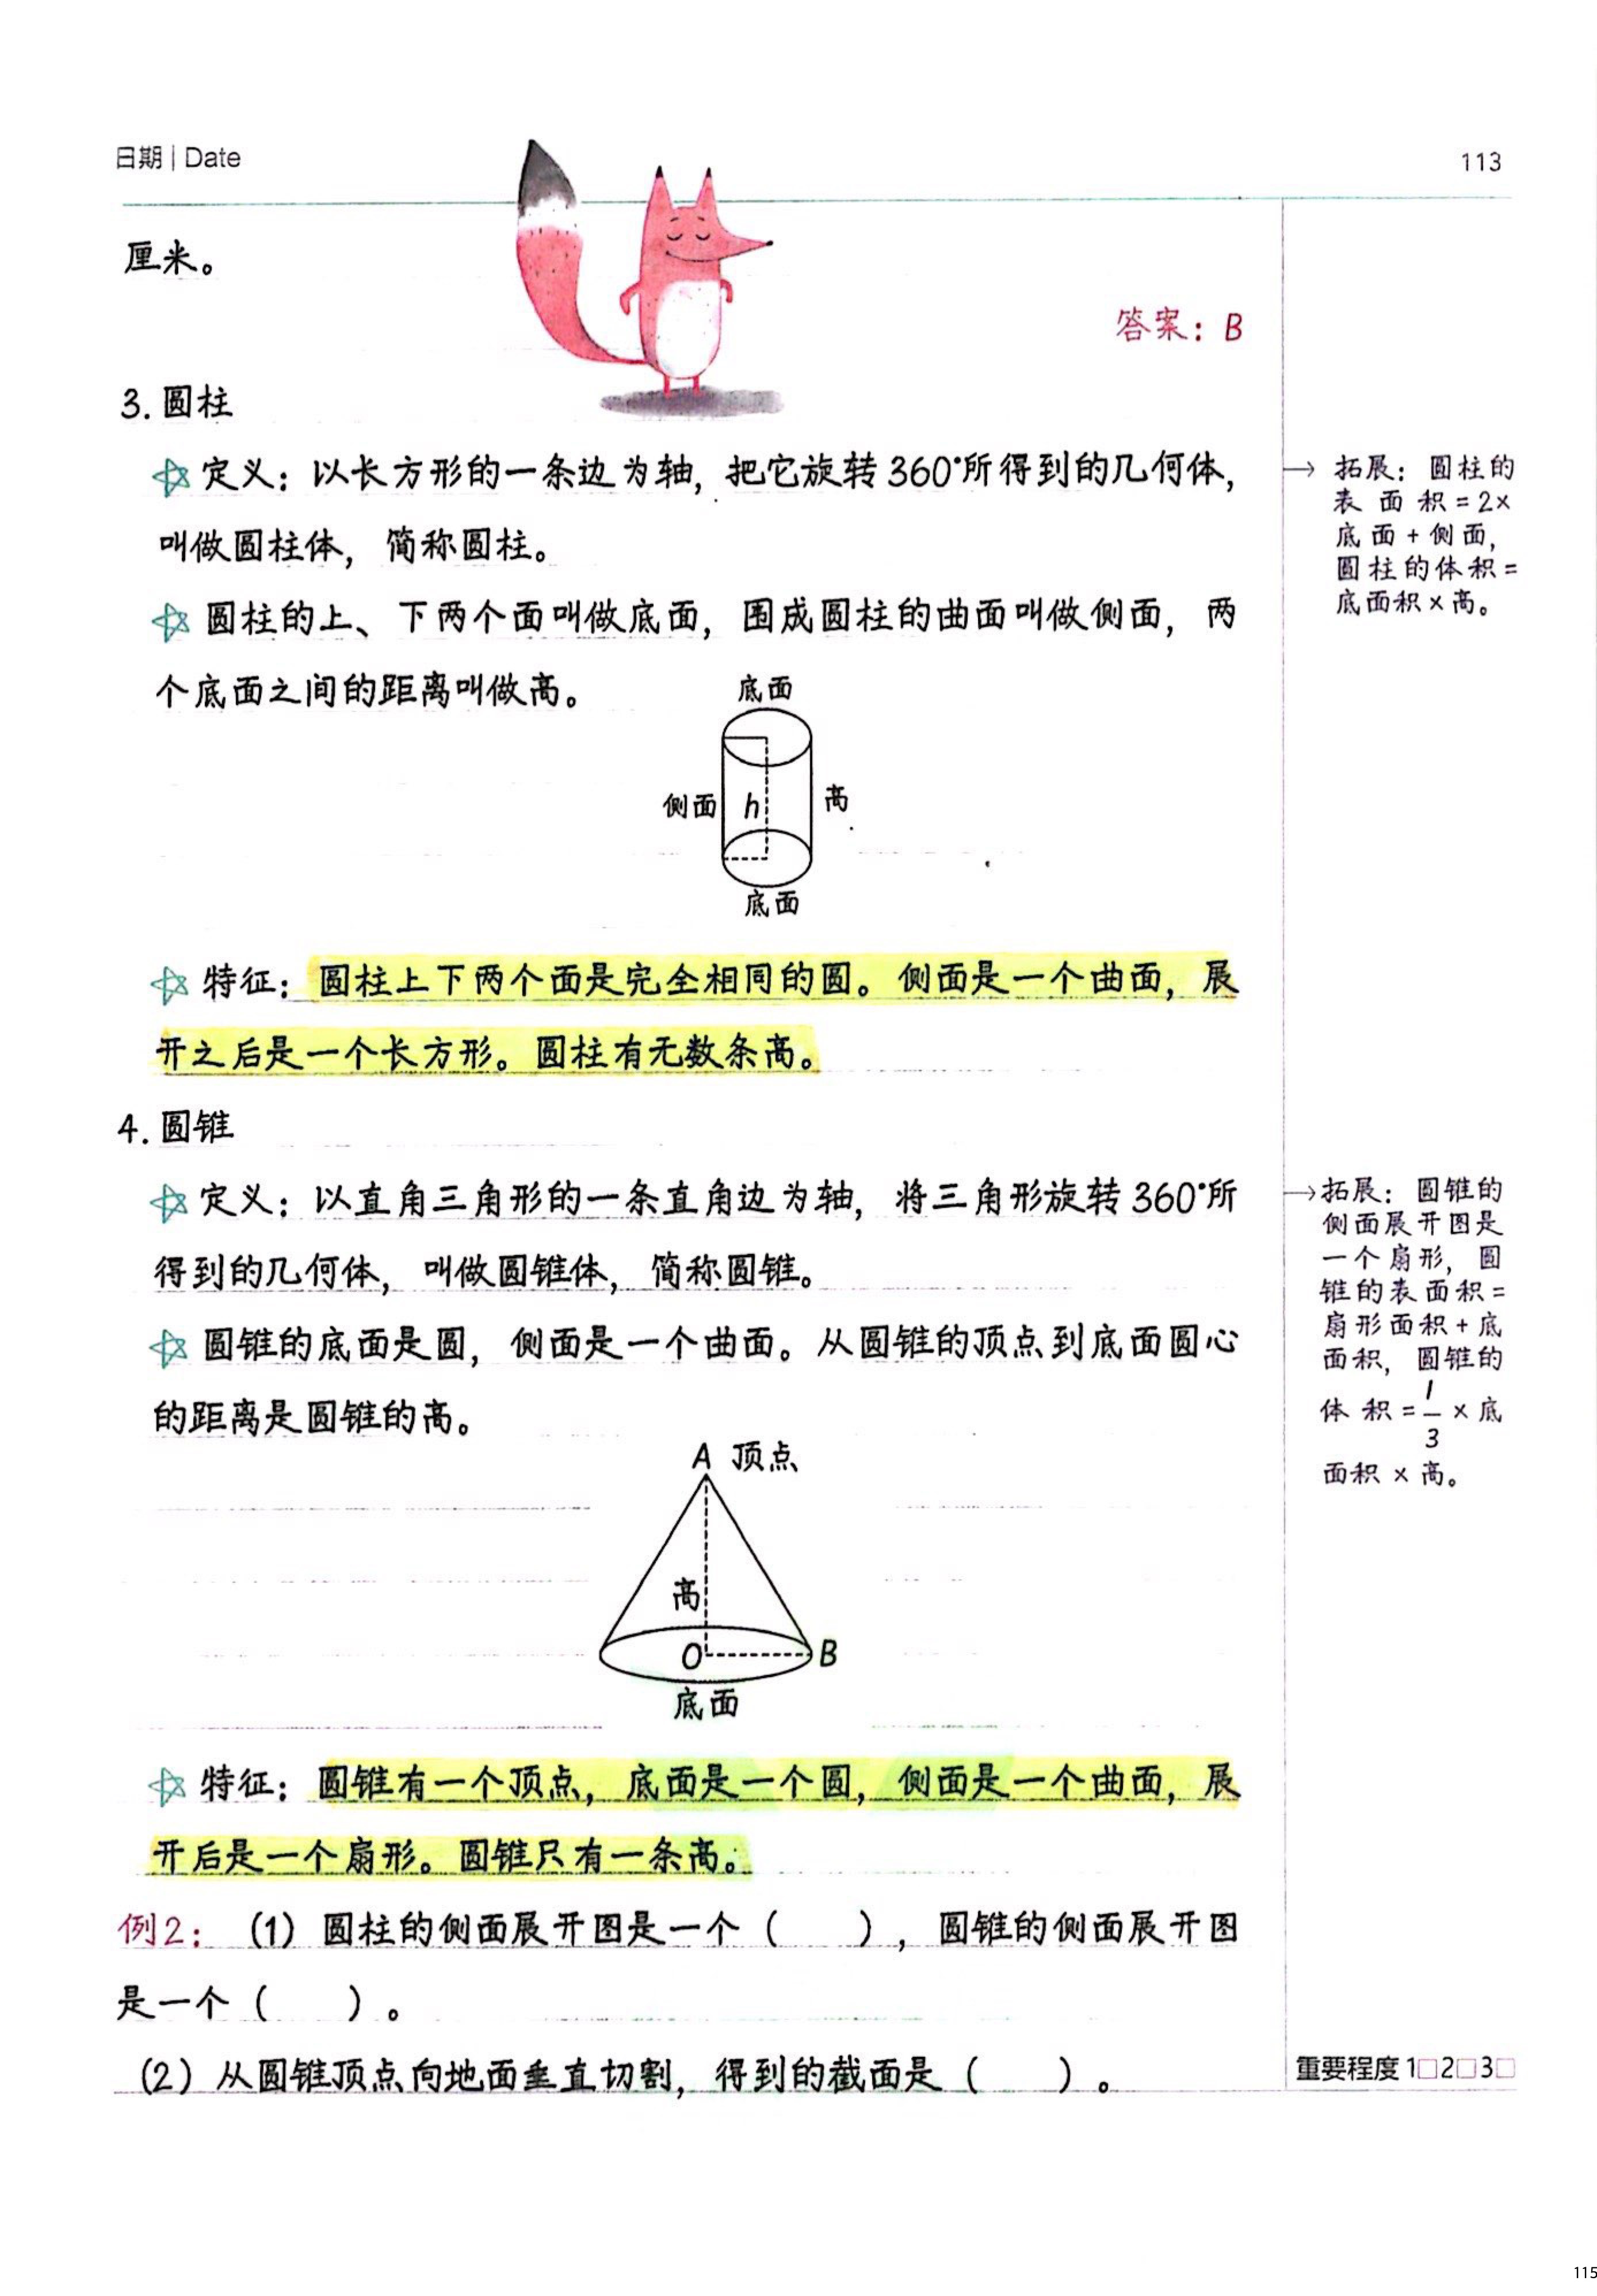 日期 | Date
113
厘米。
答案：B
3. 圆柱
定义：以长方形的一条边为轴，把它旋转360°所得到的几何体，
叫做圆柱体，简称圆柱。
圆柱的上、下两个面叫做底面，围成圆柱的曲面叫做侧面，两
个底面之间的距离叫做高。
底面
侧面
h
高
底面
特征：圆柱上下两个面是完全相同的圆。侧面是一个曲面，展
开之后是一个长方形。圆柱有无数条高。
→ 拓展：圆柱的
表面积=2×
底面+侧面，
圆柱的体积=
底面积×高。
4. 圆锥
定义：以直角三角形的一条直角边为轴，将三角形旋转360°所
得到的几何体，叫做圆锥体，简称圆锥。
圆锥的底面是圆，侧面是一个曲面。从圆锥的顶点到底面圆心
的距离是圆锥的高。
A 顶点
高
O
B
底面
特征：圆锥有一个顶点，底面是一个圆，侧面是一个曲面，展
开后是一个扇形。圆锥只有一条高。
→ 拓展：圆锥的
侧面展开图是
一个扇形，圆
锥的表面积=
扇形面积+底
面积，圆锥的
体积=1/3×底
面积×高。
例2：（1）圆柱的侧面展开图是一个（ ），圆锥的侧面展开图
是一个（ ）。
（2）从圆锥顶点向地面垂直切割，得到的截面是（ ）。
重要程度 1□2□3□
115